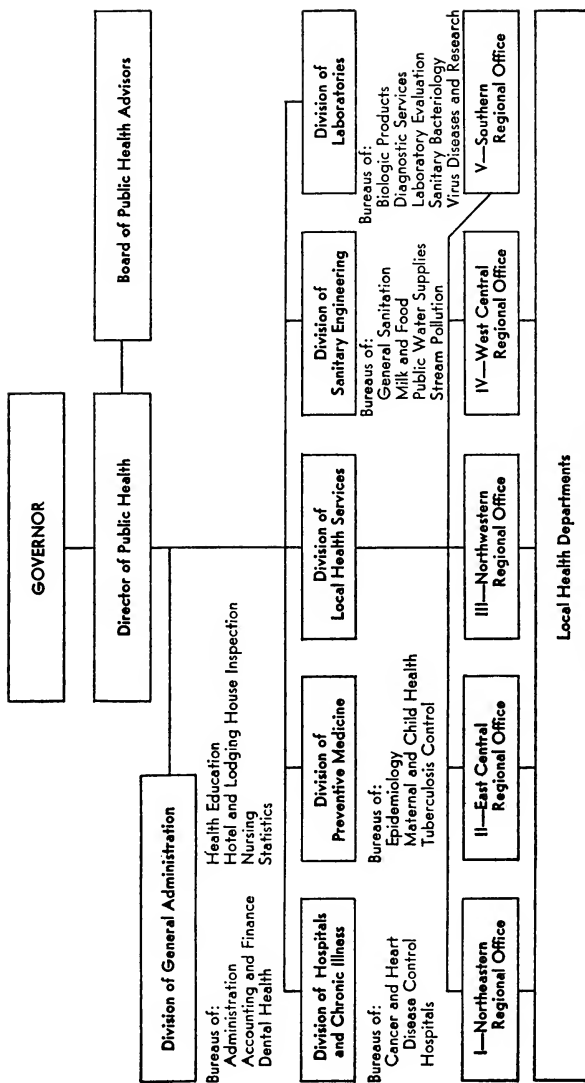 GOVERNOR
Director of Public Health
Board of Public Health Advisors
Division of General Administration
Bureaus of:
Administration
Accounting and Finance
Dental Health
Health Education
Hotel and Lodging House Inspection
Nursing
Statistics
Division of Hospitals
and Chronic Illness
Bureaus of:
Cancer and Heart
Disease Control
Hospitals
Division of
Preventive Medicine
Bureaus of:
Epidemiology
Maternal and Child Health
Tuberculosis Control
Division of
Local Health Services
Division of
Sanitary Engineering
Bureaus of:
General Sanitation
Milk and Food
Public Water Supplies
Stream Pollution
Division of
Laboratories
Bureaus of:
Biologic Products
Diagnostic Services
Laboratory Evaluation
Sanitary Bacteriology
Virus Diseases and Research
I—Northeastern
Regional Office
II—East Central
Regional Office
III—Northwestern
Regional Office
IV—West Central
Regional Office
V—Southern
Regional Office
Local Health Departments